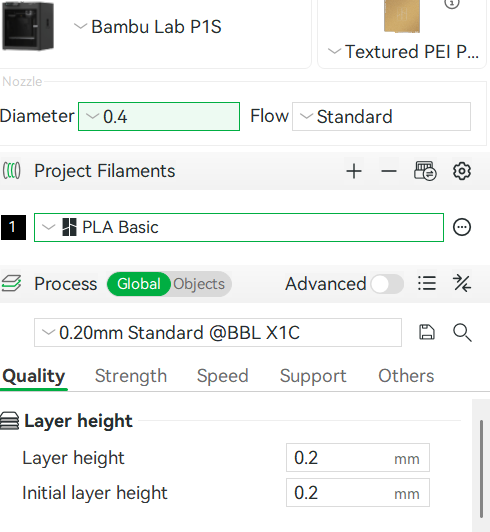 Bambu Lab P1S
Textured PEI P...
Nozzle
Diameter 0.4 Flow Standard
Project Filaments
1 PLA Basic
Process Global Objects Advanced
0.20mm Standard @BBL X1C
Quality Strength Speed Support Others
Layer height
Layer height 0.2 mm
Initial layer height 0.2 mm